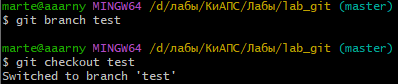 marte@aaarny MINGW64 /d/лабы/КиАПС/Лабы/lab_git (master)
$ git branch test
marte@aaarny MINGW64 /d/лабы/КиАПС/Лабы/lab_git (master)
$ git checkout test
Switched to branch 'test'